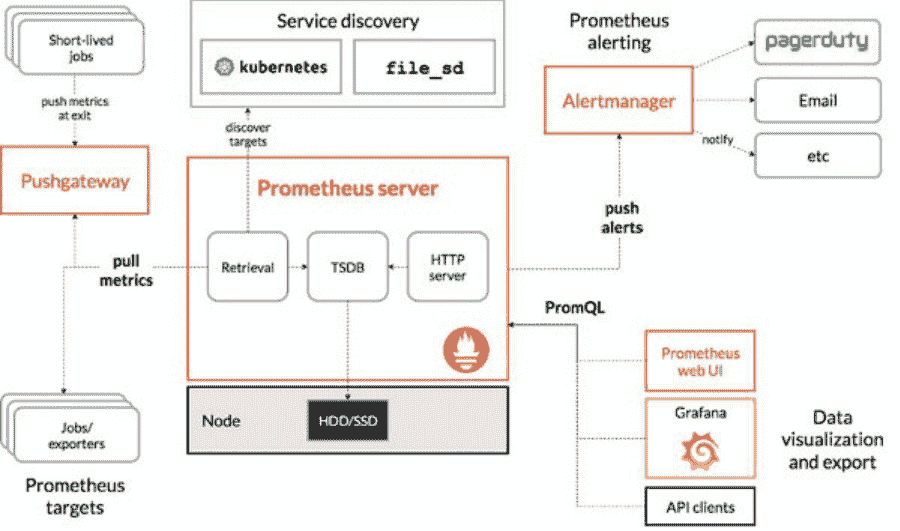 Short-lived
jobs
push metrics
at exit
Pushgateway
pull
metrics
Jobs/
exporters
Prometheus
targets
Service discovery
kubernetes
file_sd
discover
targets
Prometheus server
Retrieval
TSDB
HTTP
server
Node
HDD/SSD
Prometheus
alerting
Alertmanager
pagerduty
Email
etc
notify
push
alerts
PromQL
Prometheus
web UI
Grafana
API clients
Data
visualization
and export